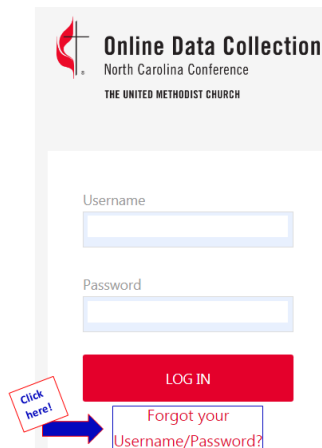 Online Data Collection
North Carolina Conference
THE UNITED METHODIST CHURCH
Username
Password
LOG IN
Click
here!
Forgot your
Username/Password?